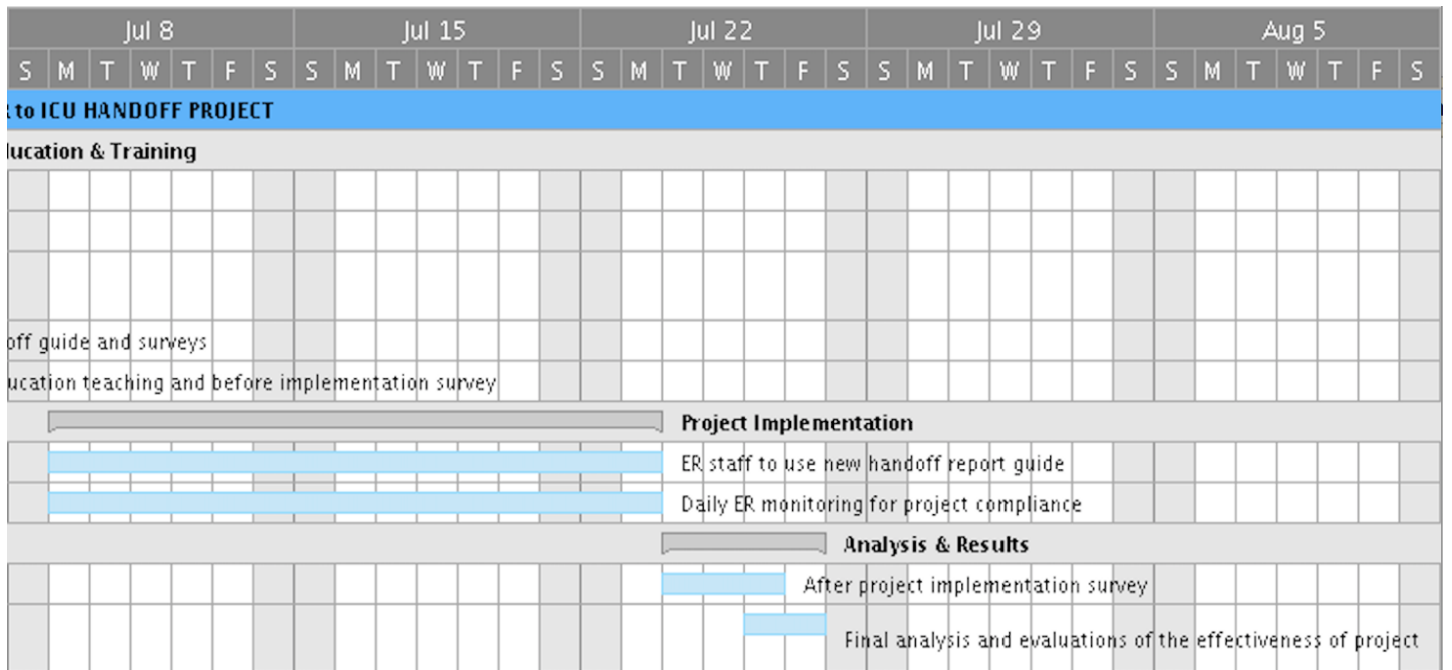 Jul 8 Jul 15 Jul 22 Jul 29 Aug 5
S M T W T F S S M T W T F S S M T W T F S S M T W T F S S M T W T F S
to ICU HANDOFF PROJECT
lucation & Training
off guide and surveys
ucation teaching and before implementation survey
Project Implementation
ER staff to use new handoff report guide
Daily ER monitoring for project compliance
Analysis & Results
After project implementation survey
Final analysis and evaluations of the effectiveness of project